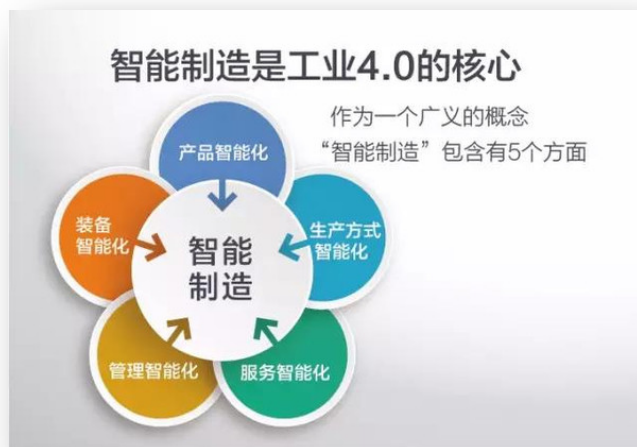 智能制造是工业4.0的核心
作为一个广义的概念
“智能制造”包含有5个方面
产品智能化
装备
智能化
生产方式
智能化
智能
制造
管理智能化
服务智能化